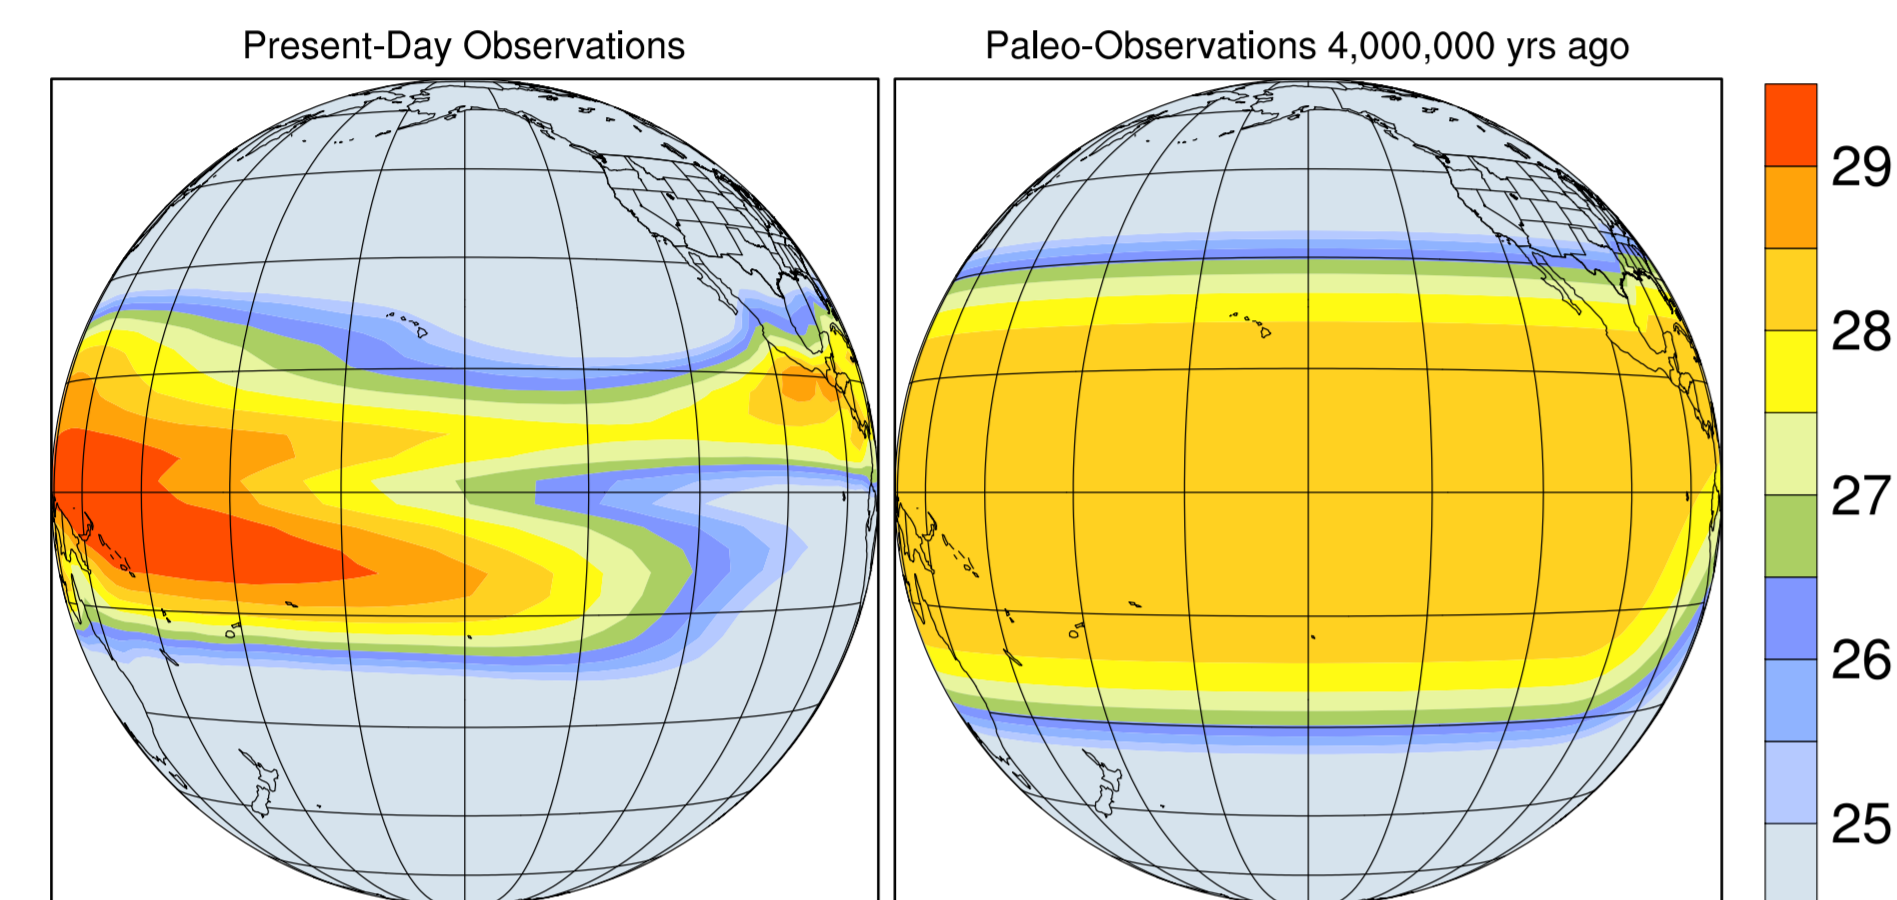 Present-Day Observations
Paleo-Observations 4,000,000 yrs ago
29
28
27
26
25